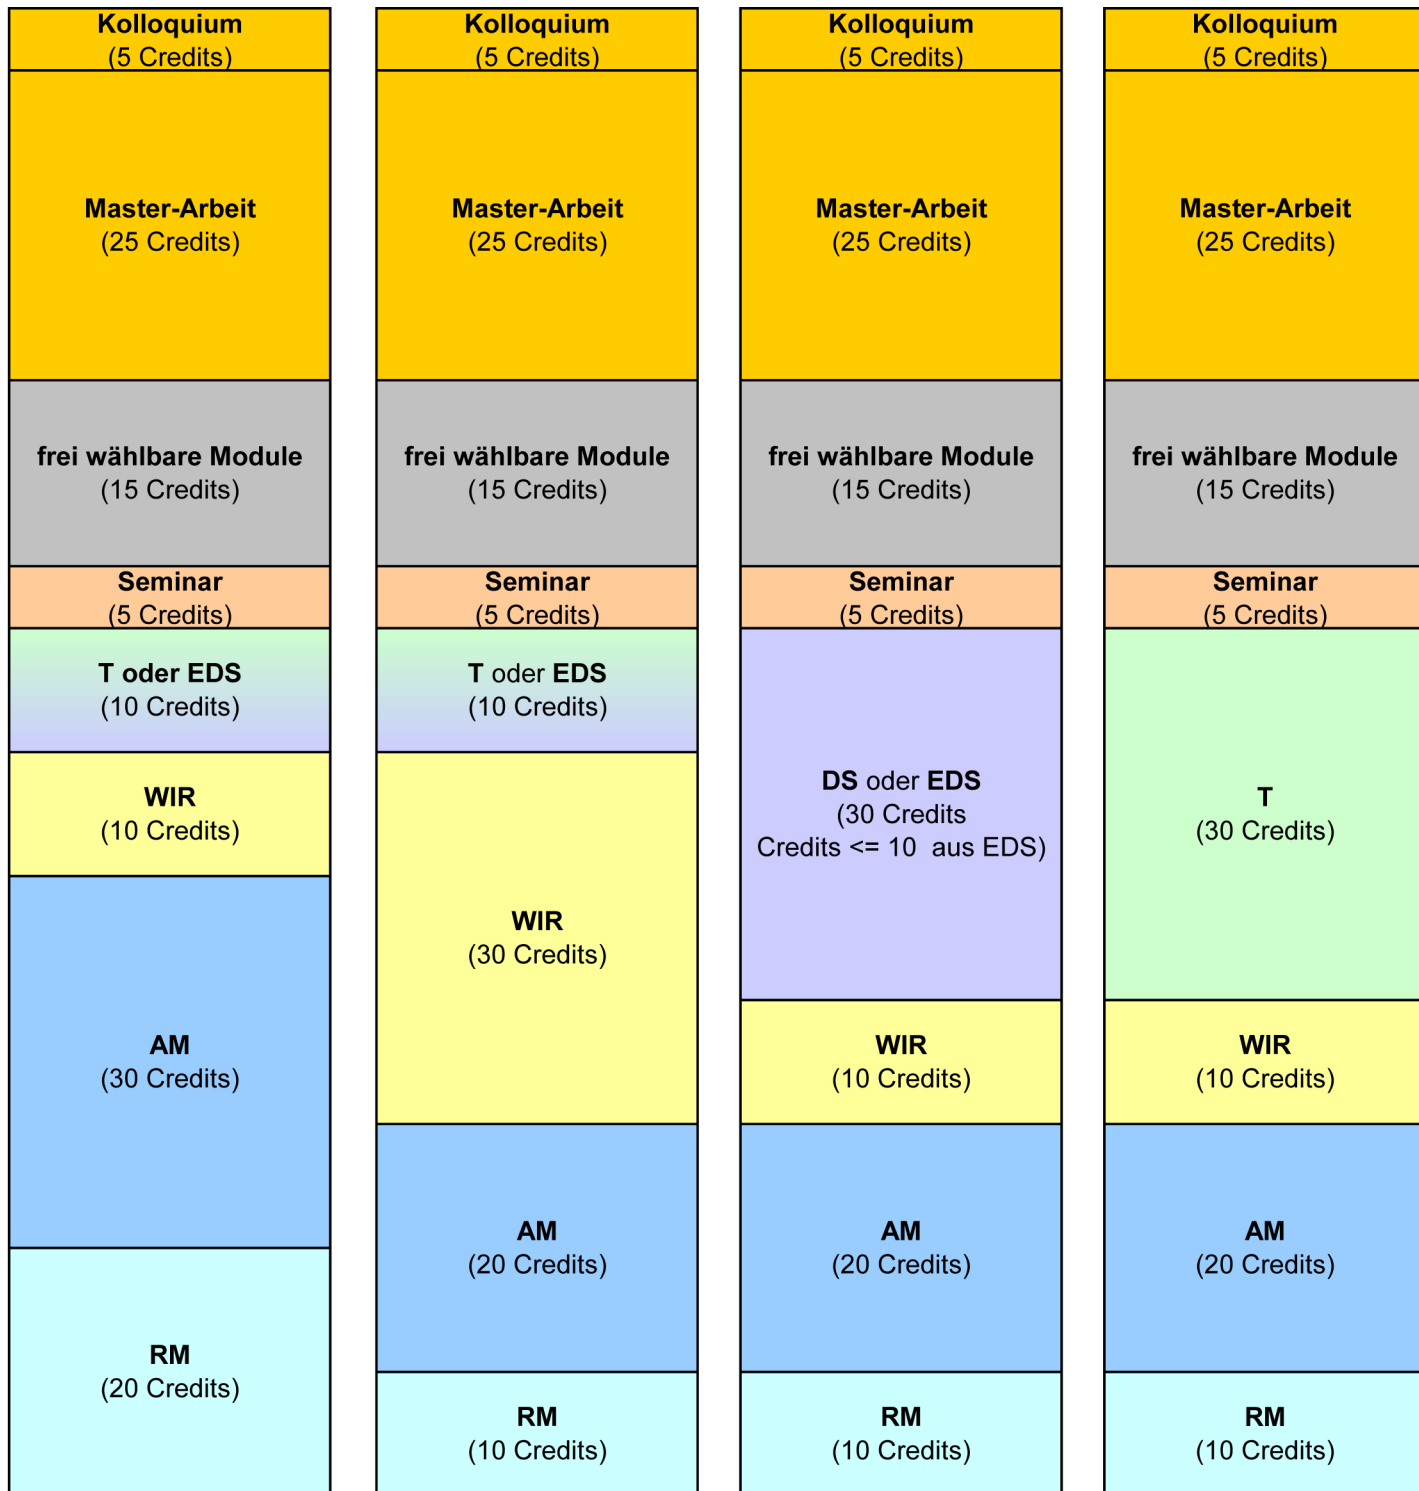 Kolloquium
(5 Credits)
Master-Arbeit
(25 Credits)
frei wählbare Module
(15 Credits)
Seminar
(5 Credits)
T oder EDS
(10 Credits)
WIR
(10 Credits)
AM
(30 Credits)
RM
(20 Credits)
Kolloquium
(5 Credits)
Master-Arbeit
(25 Credits)
frei wählbare Module
(15 Credits)
Seminar
(5 Credits)
T oder EDS
(10 Credits)
WIR
(30 Credits)
AM
(20 Credits)
RM
(10 Credits)
Kolloquium
(5 Credits)
Master-Arbeit
(25 Credits)
frei wählbare Module
(15 Credits)
Seminar
(5 Credits)
DS oder EDS
(30 Credits
Credits <= 10 aus EDS)
WIR
(10 Credits)
AM
(20 Credits)
RM
(10 Credits)
Kolloquium
(5 Credits)
Master-Arbeit
(25 Credits)
frei wählbare Module
(15 Credits)
Seminar
(5 Credits)
T
(30 Credits)
WIR
(10 Credits)
AM
(20 Credits)
RM
(10 Credits)